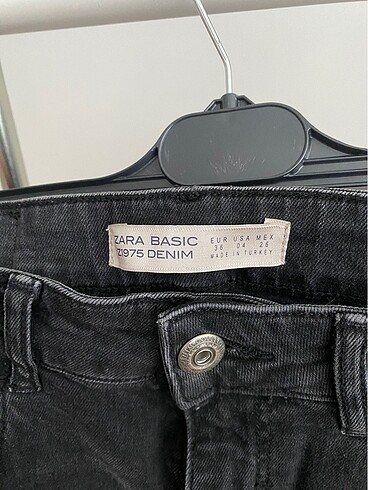 ZARA BASIC
Z1975 DENIM
EUR USA MEX
36 04 26
MADE IN TURKEY